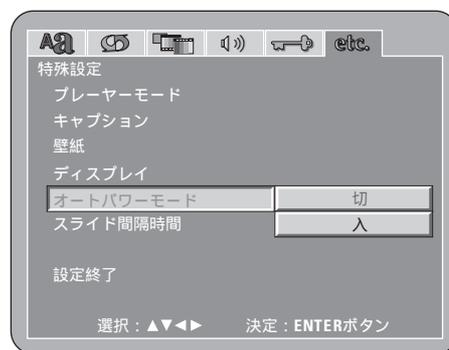 Aa etc.
特殊設定
プレーヤーモード
キャプション
壁紙
ディスプレイ
オートパワーモード 切
スライド間隔時間 入
設定終了
選択：▲▼◀▶ 決定：ENTERボタン